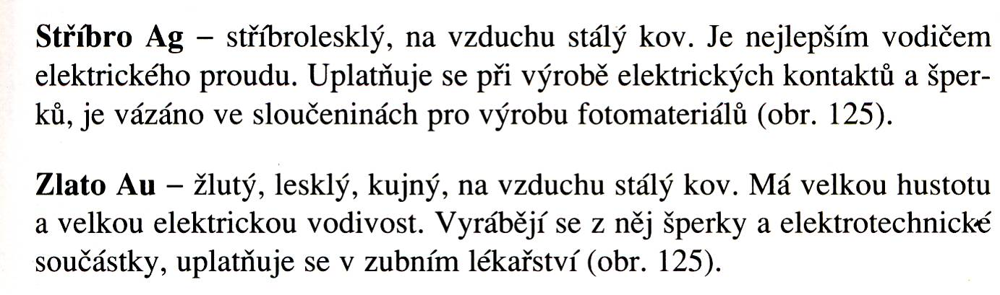 Stříbro Ag – stříbrolesklý, na vzduchu stálý kov. Je nejlepším vodičem
elektrického proudu. Uplatňuje se při výrobě elektrických kontaktů a šper-
ků, je vázáno ve sloučeninách pro výrobu fotomateriálů (obr. 125).
Zlato Au – žlutý, lesklý, kujný, na vzduchu stálý kov. Má velkou hustotu
a velkou elektrickou vodivost. Vyrábějí se z něj šperky a elektrotechnické
součástky, uplatňuje se v zubním lékařství (obr. 125).